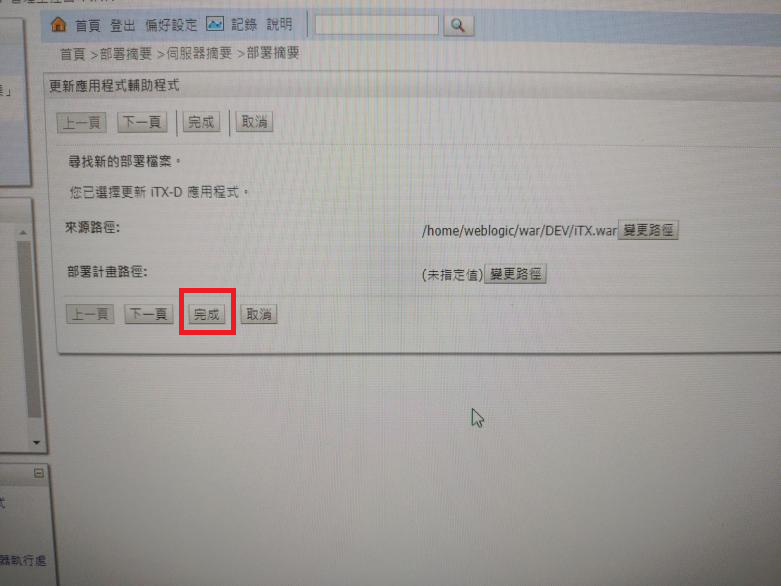 首頁 登出 偏好設定 記錄 說明
首頁 >部署摘要 >伺服器摘要 >部署摘要
更新應用程式輔助程式
上一頁 下一頁 完成 取消
尋找新的部署檔案。
您已選擇更新 iTX-D 應用程式。
來源路徑: /home/weblogic/war/DEV/iTX.war 變更路徑
部署計畫路徑: (未指定值) 變更路徑
上一頁 下一頁 完成 取消
式
器執行處